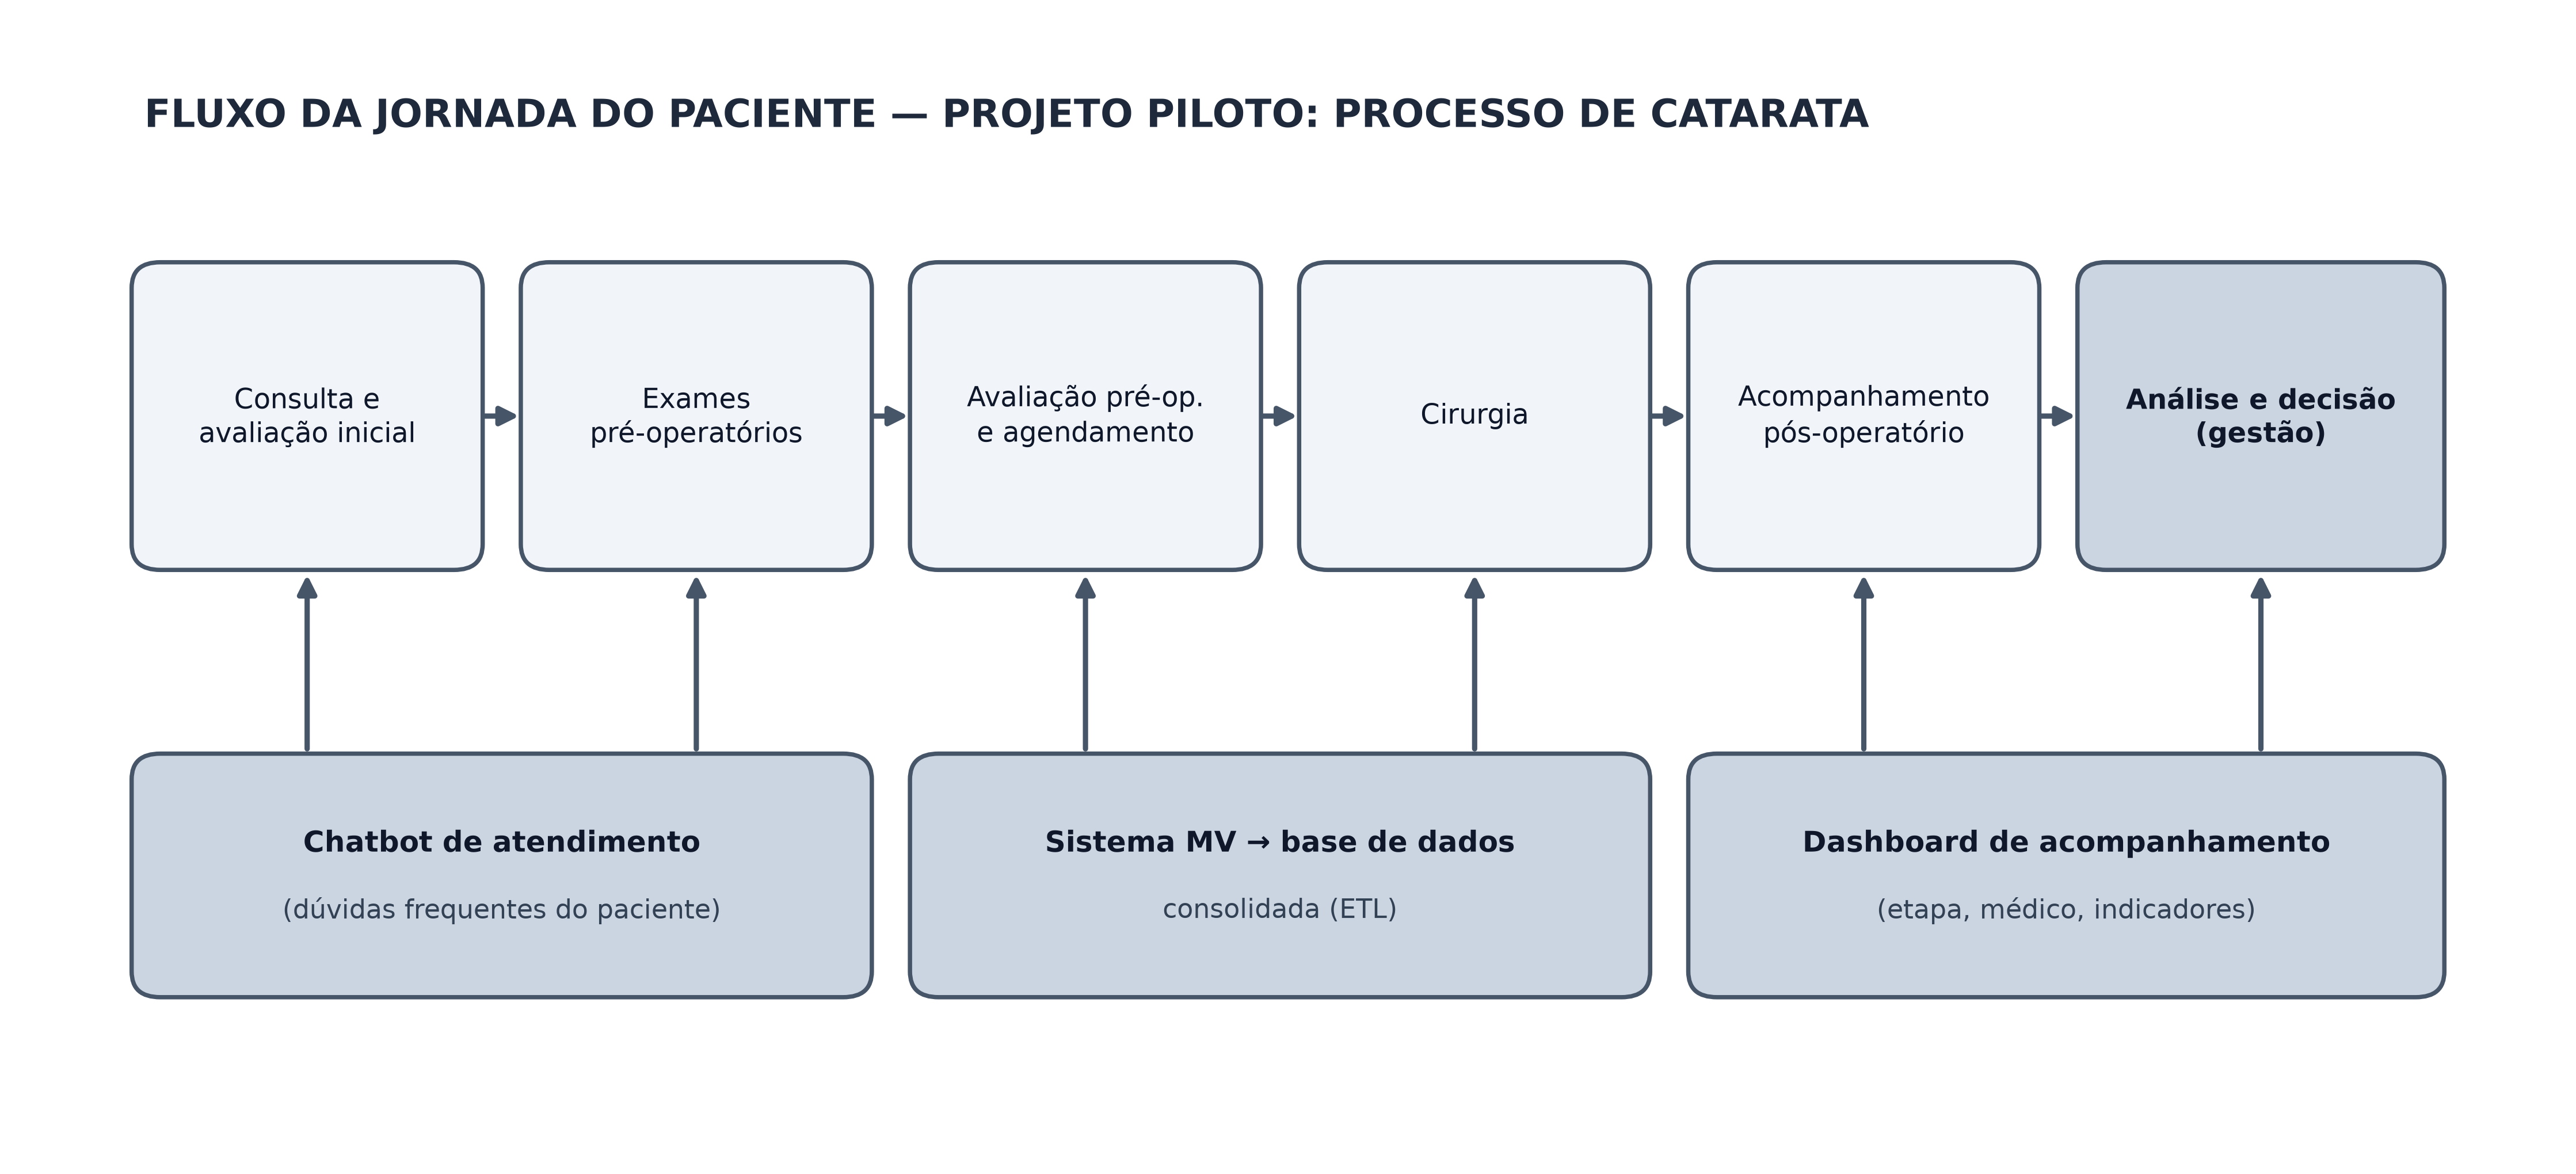 FLUXO DA JORNADA DO PACIENTE — PROJETO PILOTO: PROCESSO DE CATARATA
Consulta e
avaliação inicial
Exames
pré-operatórios
Avaliação pré-op.
e agendamento
Cirurgia
Acompanhamento
pós-operatório
Análise e decisão
(gestão)
Chatbot de atendimento
(dúvidas frequentes do paciente)
Sistema MV → base de dados
consolidada (ETL)
Dashboard de acompanhamento
(etapa, médico, indicadores)